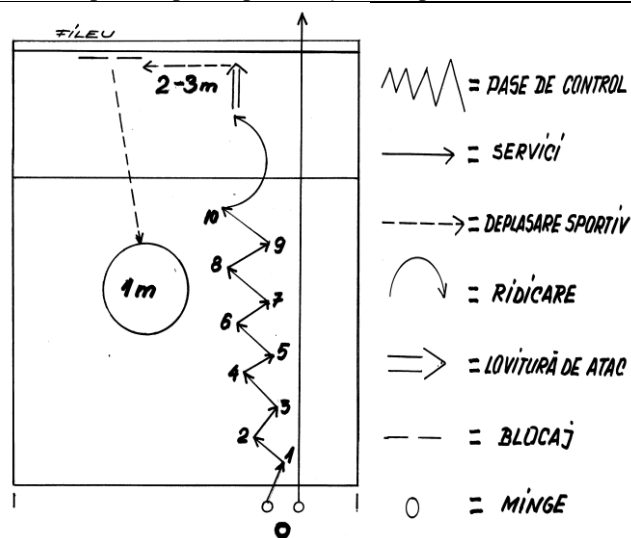 FILEU
2-3m
1m
10
9
8
7
6
5
4
3
2
1
= PASE DE CONTROL
= SERVICI
= DEPLASARE SPORTIV
= RIDICARE
= LOVITURĂ DE ATAC
= BLOCAJ
= MINGE